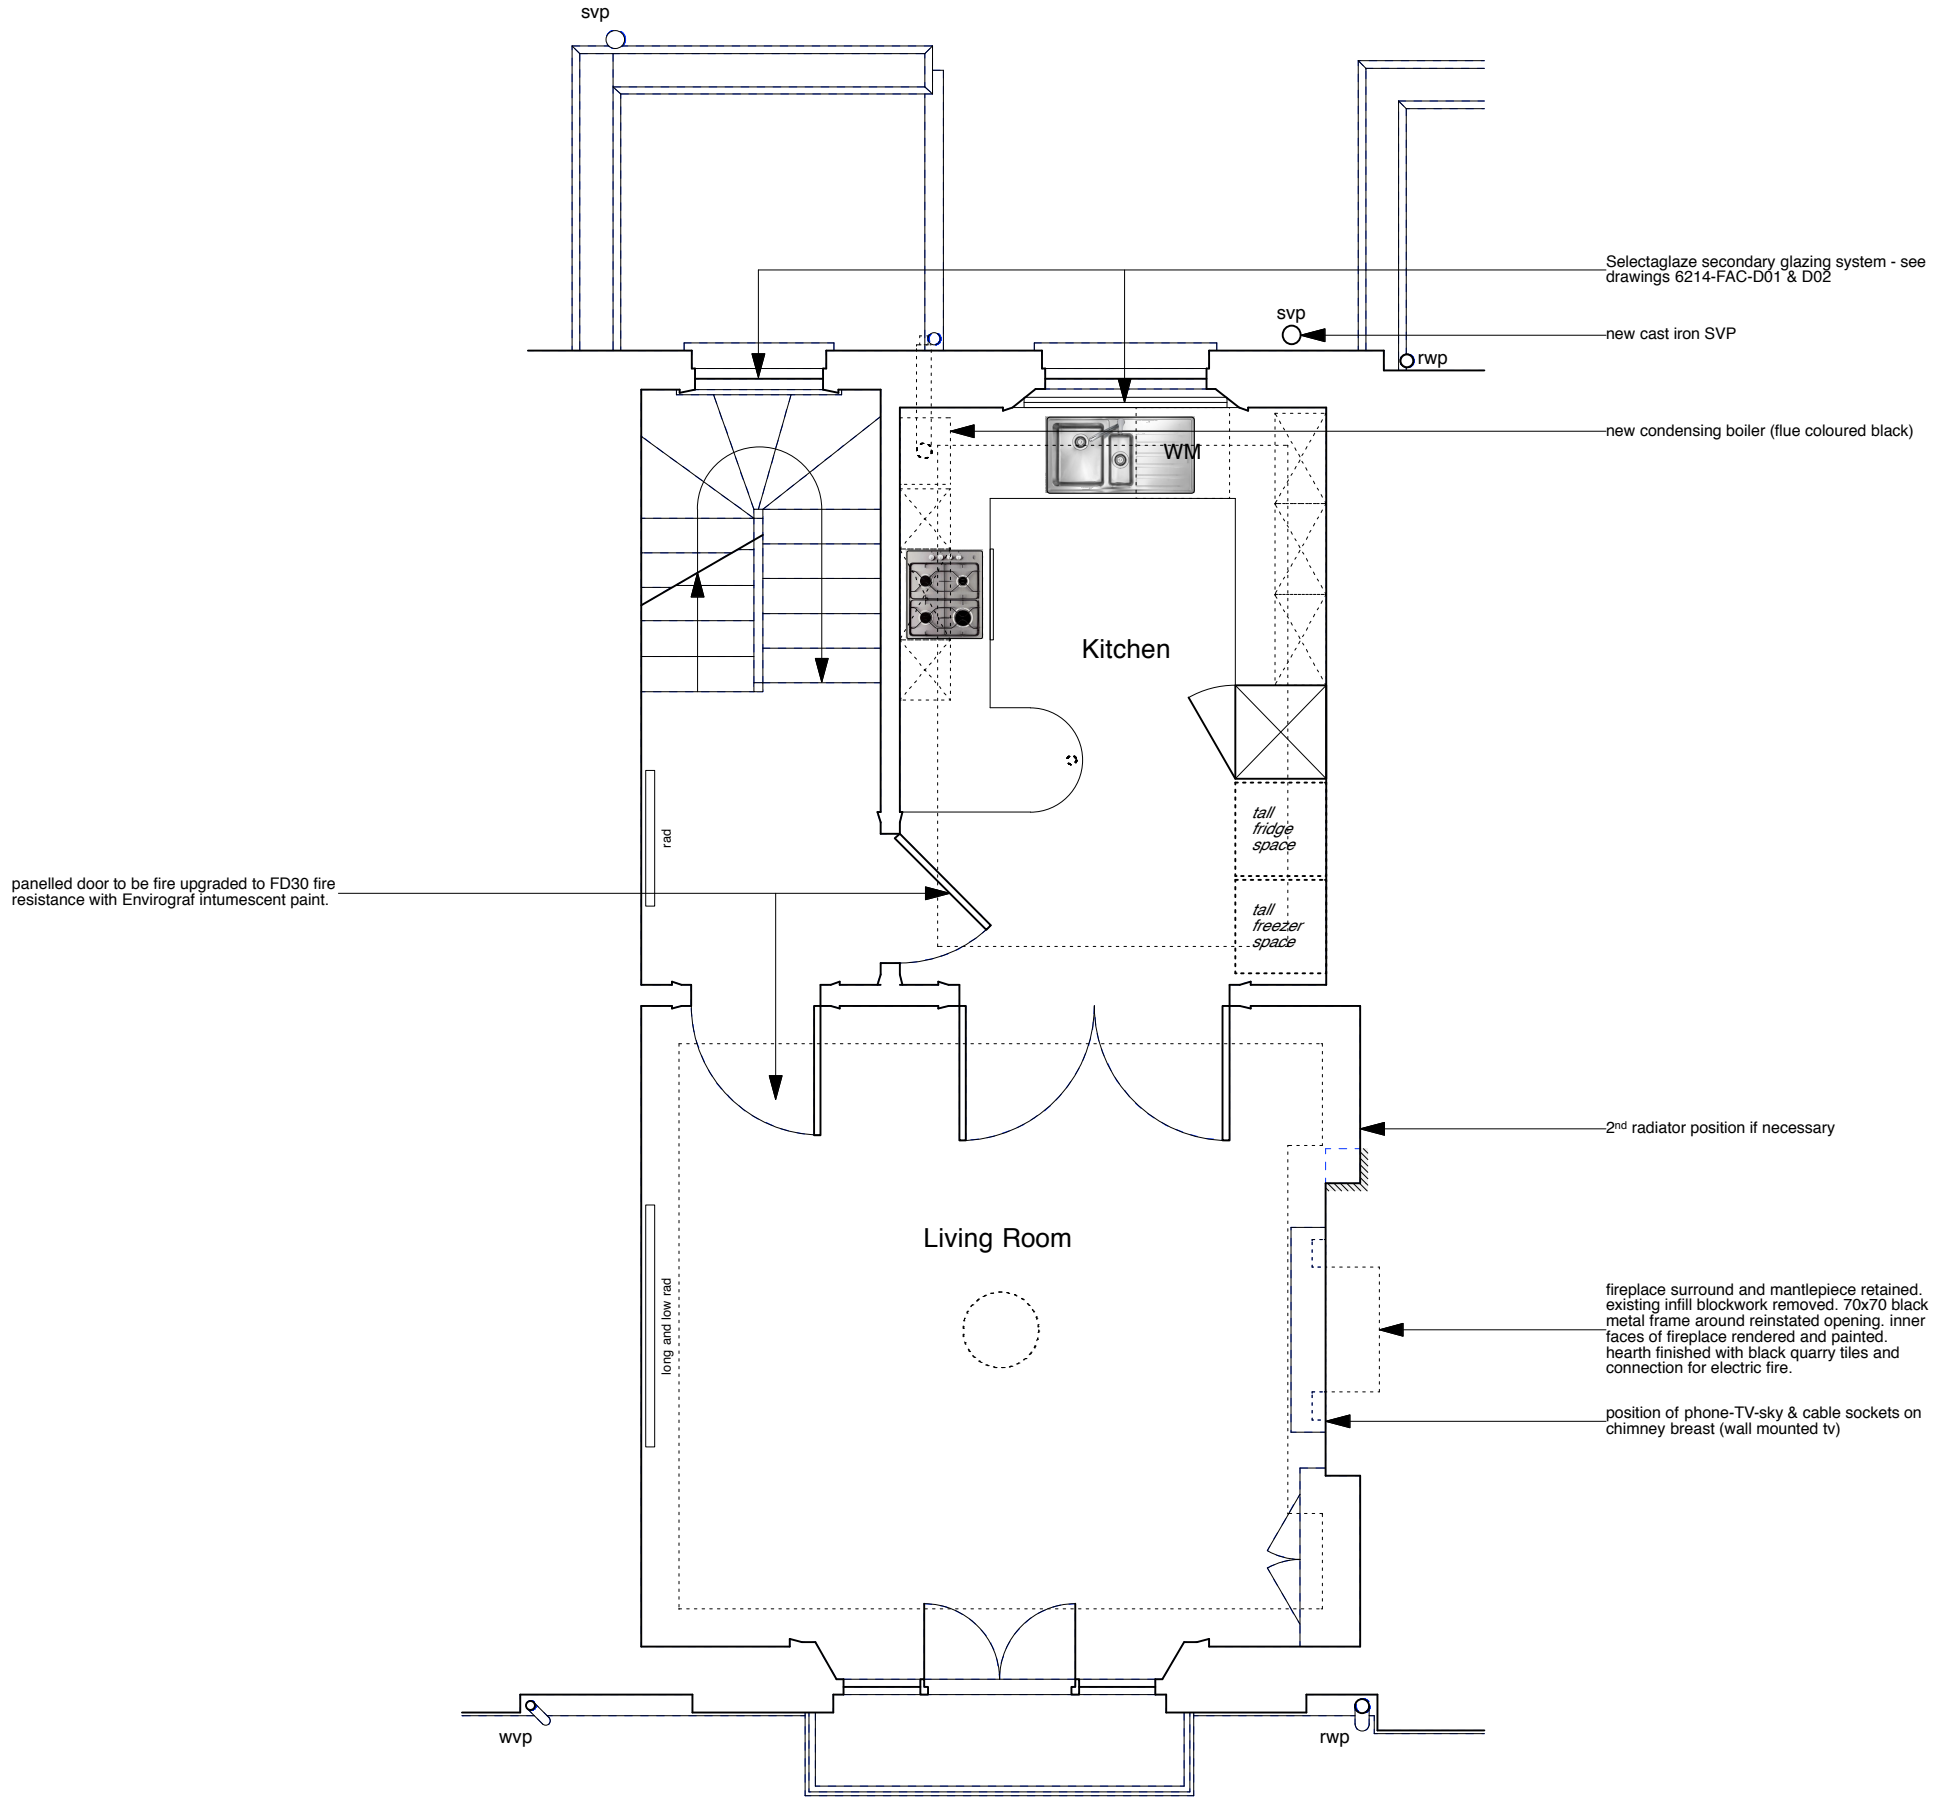 svp
Selectaglaze secondary glazing system - see
drawings 6214-FAC-D01 & D02
svp
new cast iron SVP
rwp
new condensing boiler (flue coloured black)
WM
Kitchen
tall
fridge
space
rad
panelled door to be fire upgraded to FD30 fire
resistance with Envirograf intumescent paint.
tall
freezer
space
2nd radiator position if necessary
Living Room
long and low rad
fireplace surround and mantlepiece retained.
existing infill blockwork removed. 70x70 black
metal frame around reinstated opening. inner
faces of fireplace rendered and painted.
hearth finished with black quarry tiles and
connection for electric fire.
position of phone-TV-sky & cable sockets on
chimney breast (wall mounted tv)
wvp
rwp